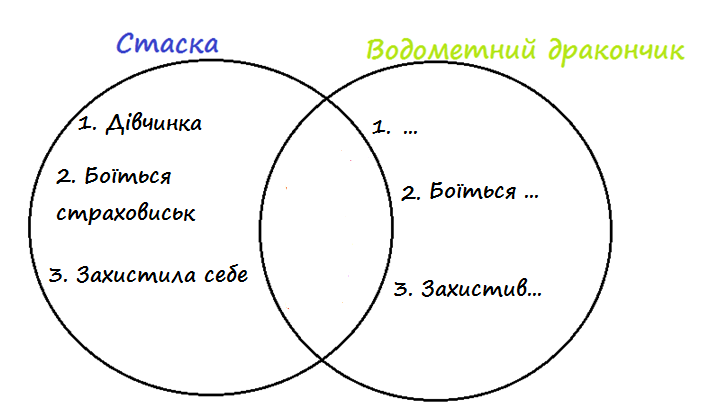 Стаска
Водометний дракончик
1. Дівчинка
2. Боїться
страховиськ
3. Захистила себе
1. ...
2. Боїться ...
3. Захистив...